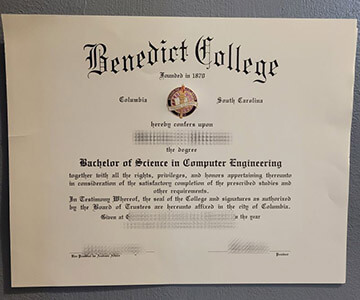 Benedict College
Founded in 1870
Columbia South Carolina
hereby confers upon
the degree
Bachelor of Science in Computer Engineering
together with all the rights, privileges, and honors appertaining thereunto
in consideration of the satisfactory completion of the prescribed studies and
other requirements.
In Testimony Whereof, the seal of the College and signatures as authorized
by the Board of Trustees are hereunto affixed in the city of Columbia.
Given at the year
President